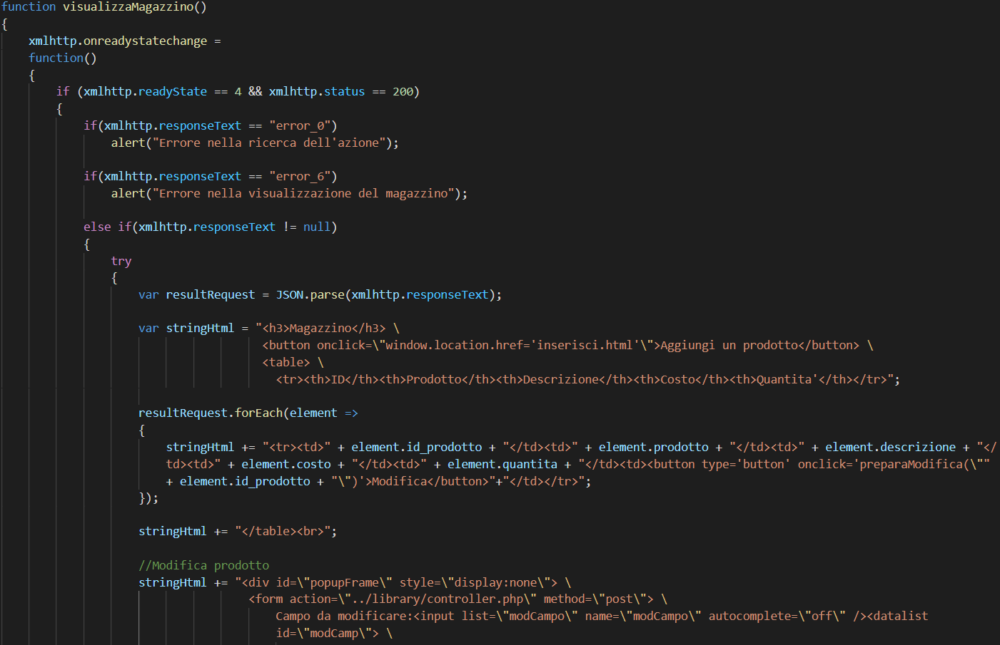 function visualizzaMagazzino()
{
    xmlhttp.onreadystatechange =
    function()
    {
        if (xmlhttp.readyState == 4 && xmlhttp.status == 200)
        {
            if(xmlhttp.responseText == "error_0")
                alert("Errore nella ricerca dell'azione");

            if(xmlhttp.responseText == "error_6")
                alert("Errore nella visualizzazione del magazzino");

            else if(xmlhttp.responseText != null)
            {
                try
                {
                    var resultRequest = JSON.parse(xmlhttp.responseText);

                    var stringHtml = "<h3>Magazzino</h3> \
                                      <button onclick=\"window.location.href='inserisci.html'\">Aggiungi un prodotto</button> \
                                      <table> \
                                        <tr><th>ID</th><th>Prodotto</th><th>Descrizione</th><th>Costo</th><th>Quantita'</th></tr>";

                    resultRequest.forEach(element =>
                    {
                        stringHtml += "<tr><td>" + element.id_prodotto + "</td><td>" + element.prodotto + "</td><td>" + element.descrizione + "</
                        td><td>" + element.costo + "</td><td>" + element.quantita + "</td><td><button type='button' onclick='preparaModifica(\""
                        + element.id_prodotto + "\")'>Modifica</button>"+"</td></tr>";
                    });

                    stringHtml += "</table><br>";

                    //Modifica prodotto
                    stringHtml += "<div id=\"popupFrame\" style=\"display:none\"> \
                                    <form action=\"../library/controller.php\" method=\"post\"> \
                                        Campo da modificare:<input list=\"modCampo\" name=\"modCampo\" autocomplete=\"off\" /><datalist
                                        id=\"modCamp\"> \